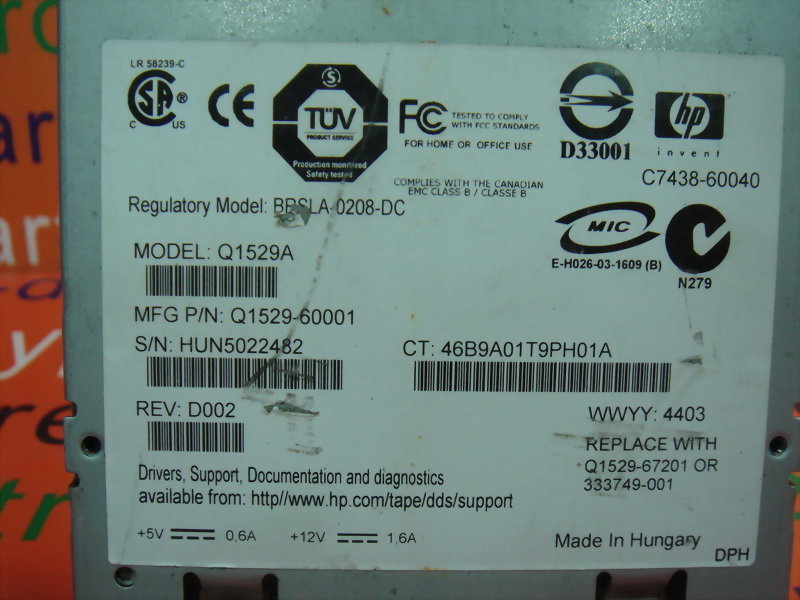 LR 58239-C
SA ®
C US
CE
S
TÜV
PRODUCT SERVICE
Production monitored
Safety tested
FC TESTED TO COMPLY
WITH FCC STANDARDS
FOR HOME OR OFFICE USE
COMPLIES WITH THE CANADIAN
EMC CLASS B / CLASSE B
D33001
hp
invent
C7438-60040
Regulatory Model: BRSLA-0208-DC
MIC
E-H026-03-1609 (B)
N279
MODEL: Q1529A
MFG P/N: Q1529-60001
S/N: HUN5022482
CT: 46B9A01T9PH01A
REV: D002
WWYY: 4403
REPLACE WITH
Q1529-67201 OR
333749-001
Drivers, Support, Documentation and diagnostics
available from: http//www.hp.com/tape/dds/support
+5V 0,6A +12V 1,6A
Made In Hungary
DPH